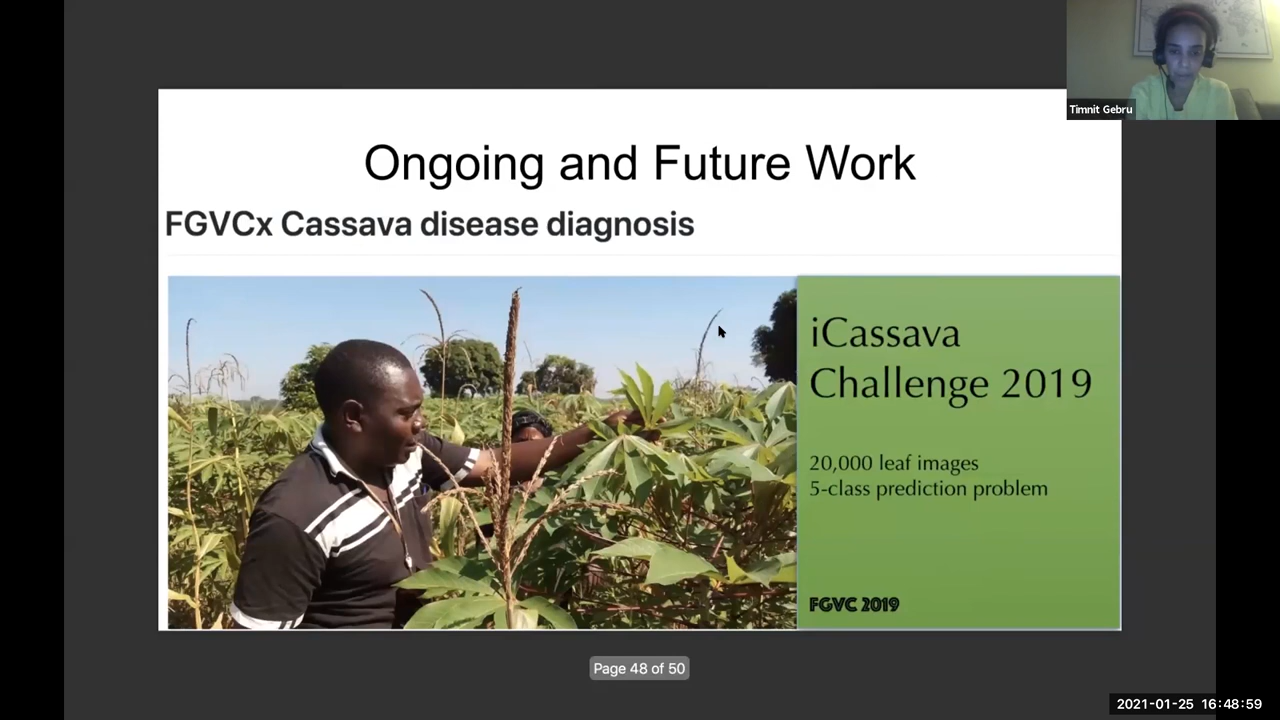 Timnit Gebru
Ongoing and Future Work
FGVCx Cassava disease diagnosis
iCassava
Challenge 2019
20,000 leaf images
5-class prediction problem
FGVC 2019
Page 48 of 50
2021-01-25 16:48:59